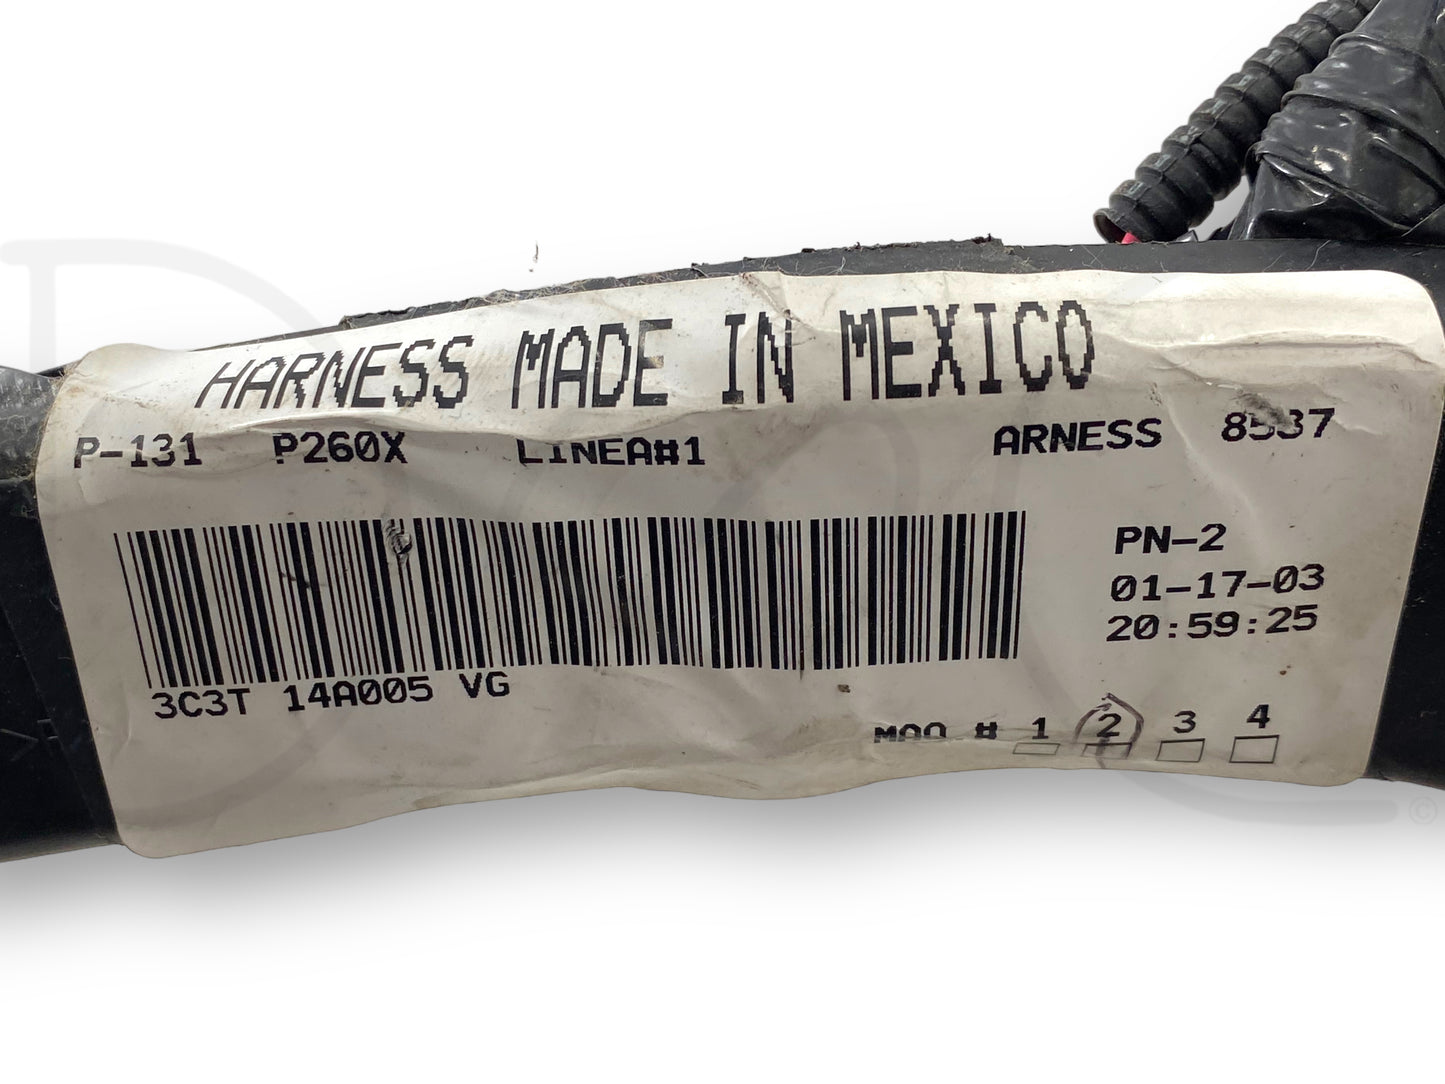 HARNESS MADE IN MEXICO
P-131 P260X LINEA#1 ARNESS 8537
PN-2
01-17-03
20:59:25
3C3T 14A005 VG
MAQ # 1 2 3 4
©